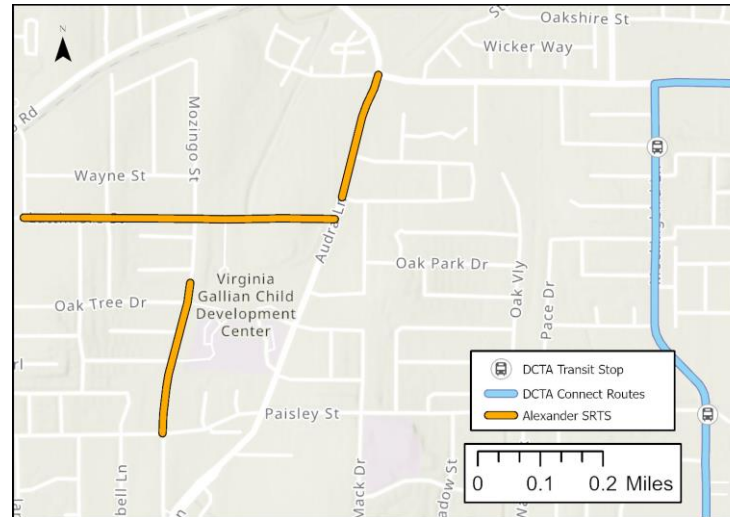 Oakshire St
St
Wicker Way
N
Rd
Mozingo St
Wayne St
Audra Ln
Oak Park Dr
Virginia
Gallian Child
Development
Center
Oak Tree Dr
Oak Vly
Pace Dr
DCTA Transit Stop
DCTA Connect Routes
Alexander SRTS
Paisley St
Mack Dr
0 0.1 0.2 Miles